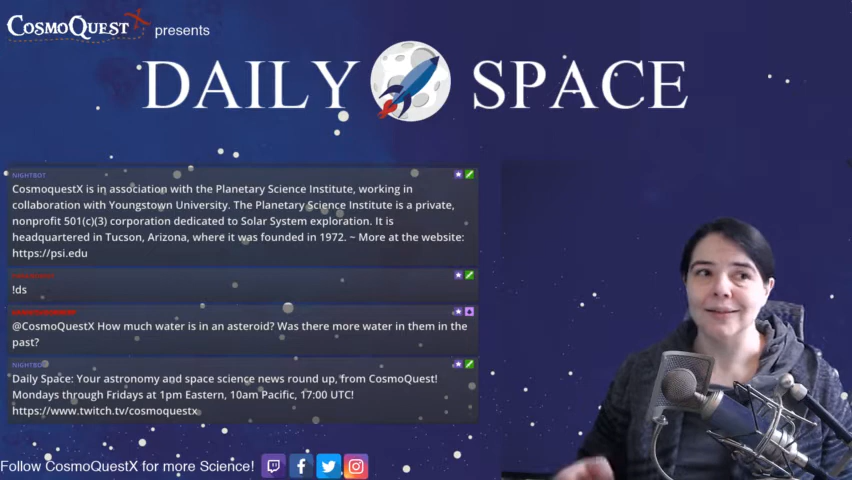 CosmoQuest X presents
DAILY SPACE
NIGHTBOT
CosmoquestX is in association with the Planetary Science Institute, working in
collaboration with Youngstown University. The Planetary Science Institute is a private,
nonprofit 501(c)(3) corporation dedicated to Solar System exploration. It is
headquartered in Tucson, Arizona, where it was founded in 1972. ~ More at the website:
https://psi.edu
!ds
@CosmoQuestX How much water is in an asteroid? Was there more water in them in the
past?
NIGHTBOT
Daily Space: Your astronomy and space science news round up, from CosmoQuest!
Mondays through Fridays at 1pm Eastern, 10am Pacific, 17:00 UTC!
https://www.twitch.tv/cosmoquestx
Follow CosmoQuestX for more Science!